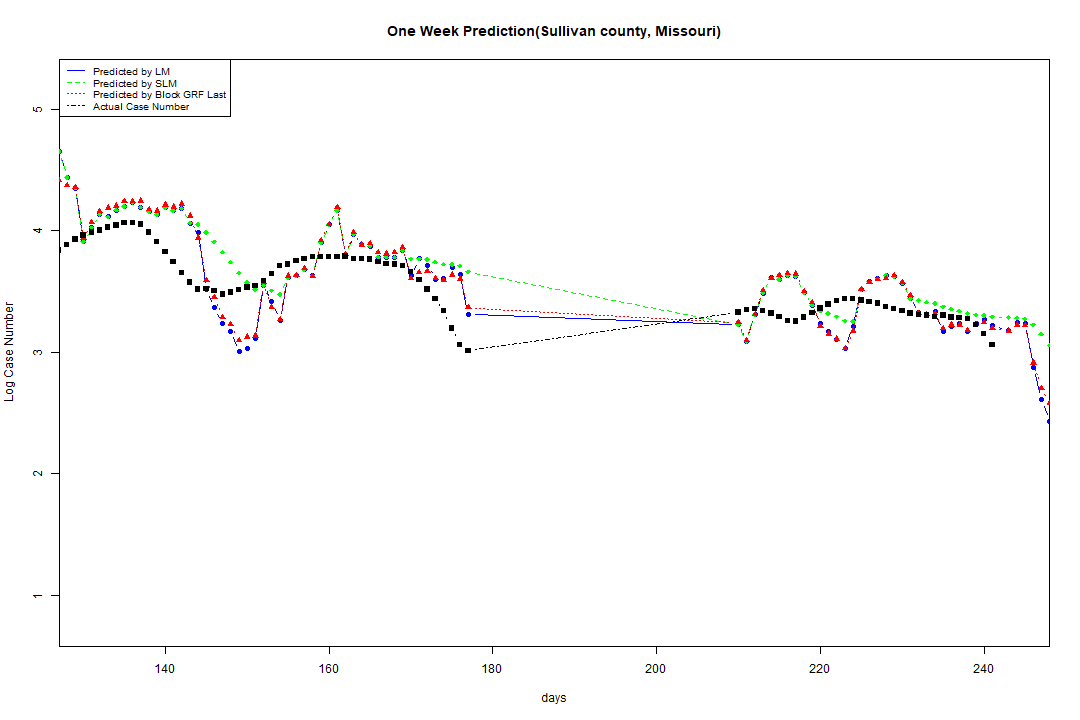 One Week Prediction(Sullivan county, Missouri)
Predicted by LM
Predicted by SLM
Predicted by Block GRF Last
Actual Case Number
5
4
3
2
1
Log Case Number
140 160 180 200 220 240
days